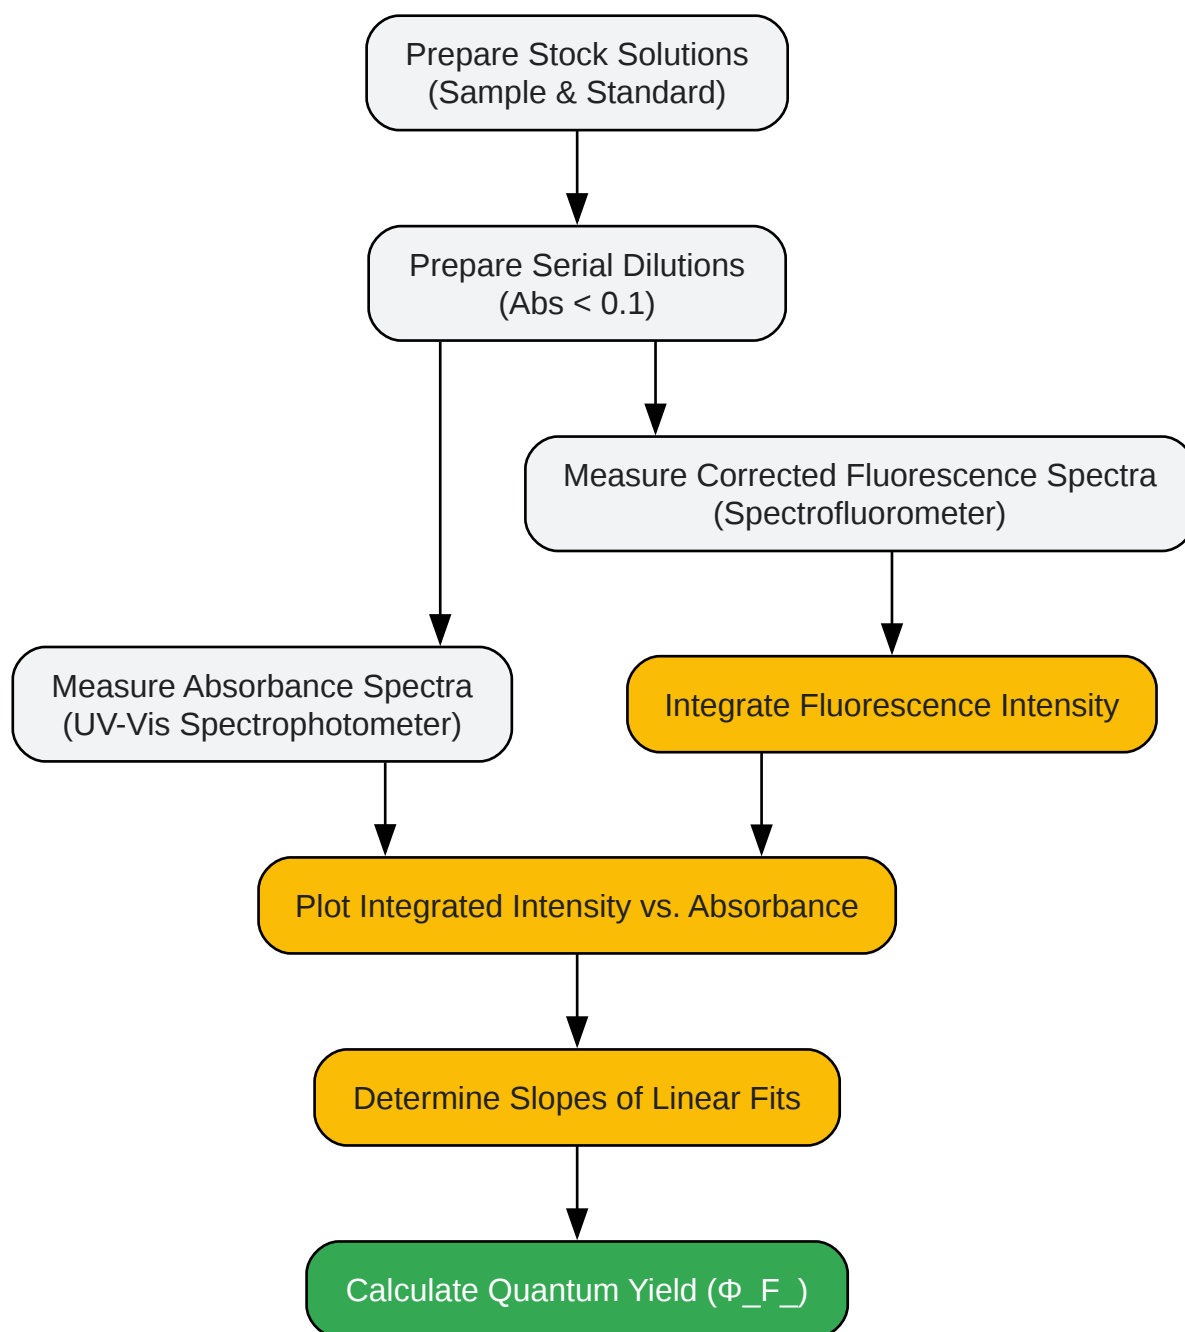 Prepare Stock Solutions
(Sample & Standard)
Prepare Serial Dilutions
(Abs < 0.1)
Measure Corrected Fluorescence Spectra
(Spectrofluorometer)
Measure Absorbance Spectra
(UV-Vis Spectrophotometer)
Integrate Fluorescence Intensity
Plot Integrated Intensity vs. Absorbance
Determine Slopes of Linear Fits
Calculate Quantum Yield (Φ_F_)